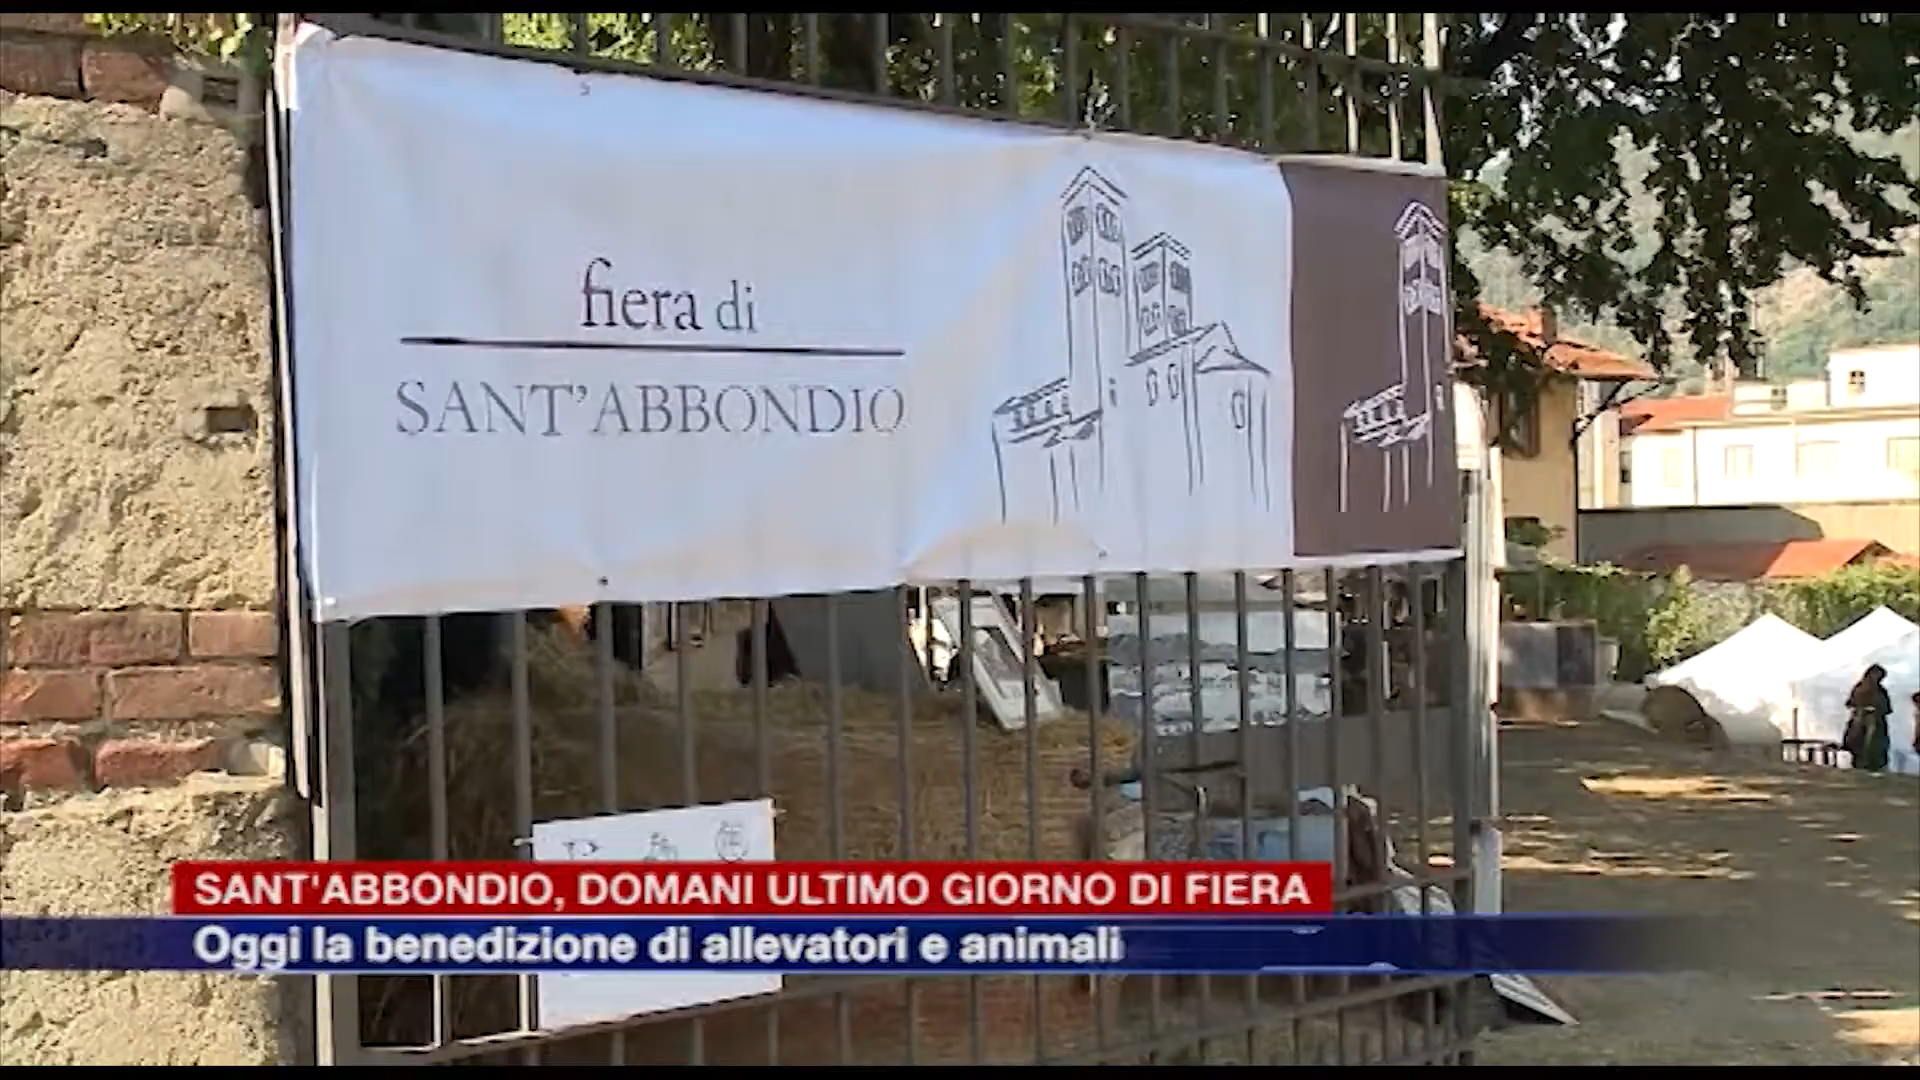 fiera di
SANT'ABBONDIO
SANT'ABBONDIO, DOMANI ULTIMO GIORNO DI FIERA
Oggi la benedizione di allevatori e animali